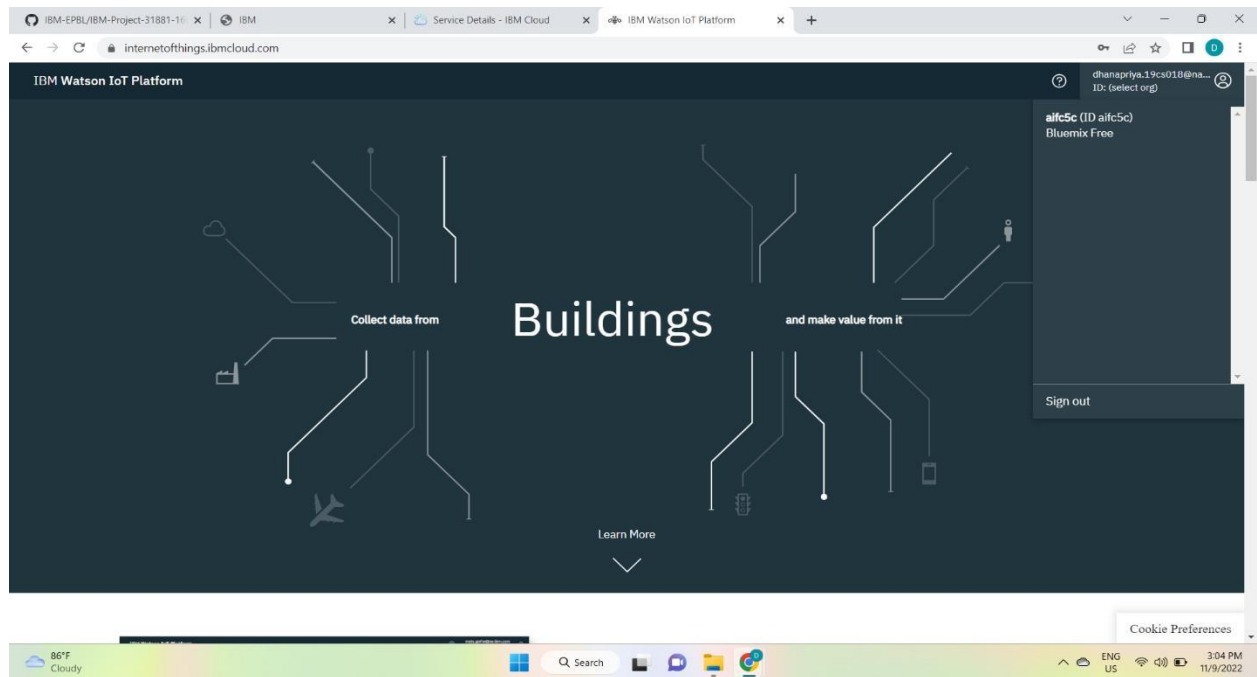 IBM-EPBL/IBM-Project-31881-16
IBM
Service Details - IBM Cloud
IBM Watson IoT Platform
internetofthings.ibmcloud.com
D
IBM Watson IoT Platform
dhanapriya.19cs018@na...
ID: (select org)
aifc5c (ID aifc5c)
Bluemix Free
Collect data from
Buildings
and make value from it
Sign out
Learn More
Cookie Preferences
86°F
Cloudy
Search
ENG
US
3:04 PM
11/9/2022